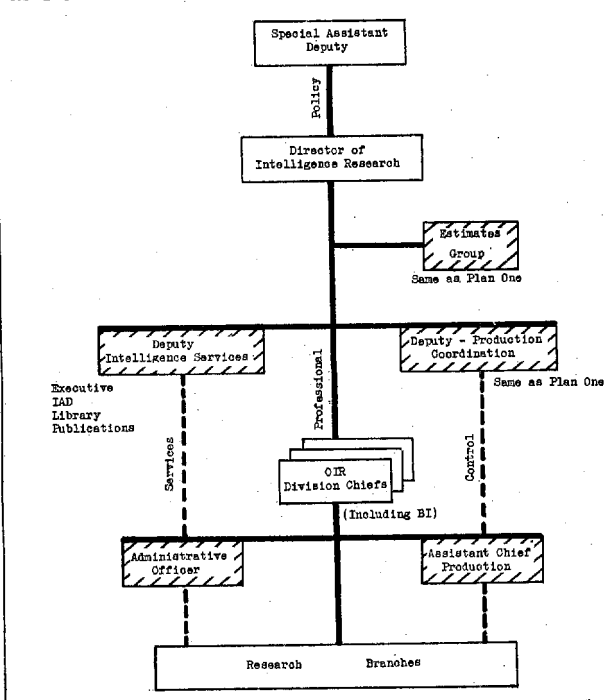 Special Assistant
Deputy
Policy
Director of
Intelligence Research
Estimates
Group
Same as Plan One
Deputy
Intelligence Services
Deputy - Production
Coordination
Executive
IAD
Library
Publications
Same as Plan One
Services
Professional
Control
OIR
Division Chiefs
(Including BI)
Administrative
Officer
Assistant Chief
Production
Research Branches